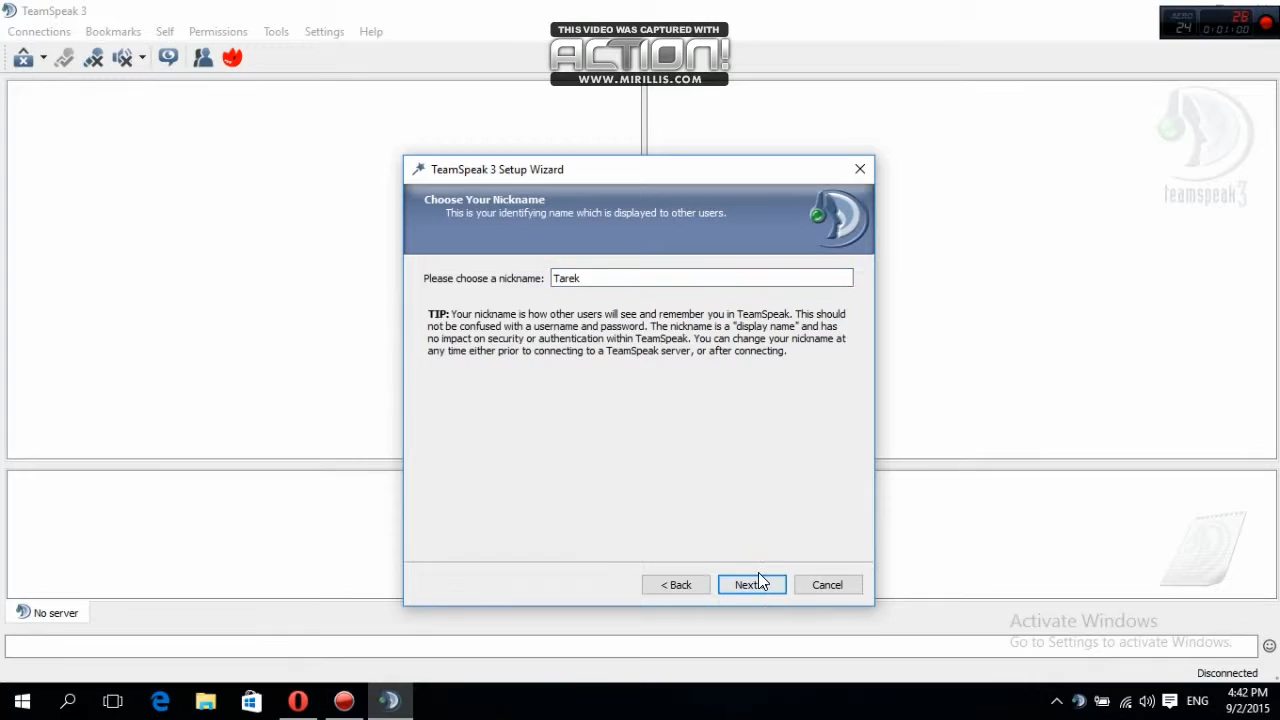 TeamSpeak 3
Connections Bookmarks Self Permissions Tools Settings Help
THIS VIDEO WAS CAPTURED WITH
ACTION!
WWW.MIRILLIS.COM
AERO
24
26
0:01:00
teamspeak3
TeamSpeak 3 Setup Wizard
Choose Your Nickname
This is your identifying name which is displayed to other users.
Please choose a nickname: Tarek
TIP: Your nickname is how other users will see and remember you in TeamSpeak. This should
not be confused with a username and password. The nickname is a "display name" and has
no impact on security or authentication within TeamSpeak. You can change your nickname at
any time either prior to connecting to a TeamSpeak server, or after connecting.
< Back Next Cancel
No server
Activate Windows
Go to Settings to activate Windows.
Disconnected
ENG
4:42 PM
9/2/2015